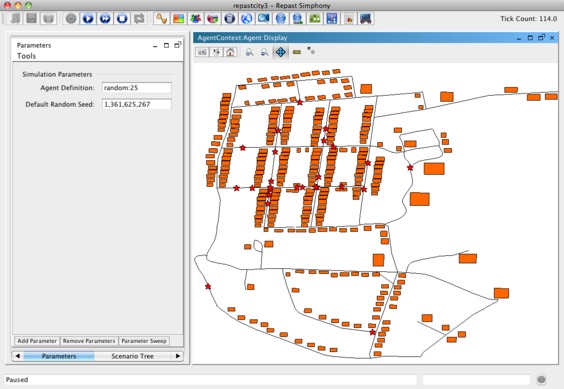 repastcity3 – Repast Simphony
Tick Count: 114.0
Parameters
Tools
Simulation Parameters
Agent Definition: random:25
Default Random Seed: 1,361,625,267
Add Parameter Remove Parameters Parameter Sweep
Parameters Scenario Tree
AgentContext:Agent Display
Paused